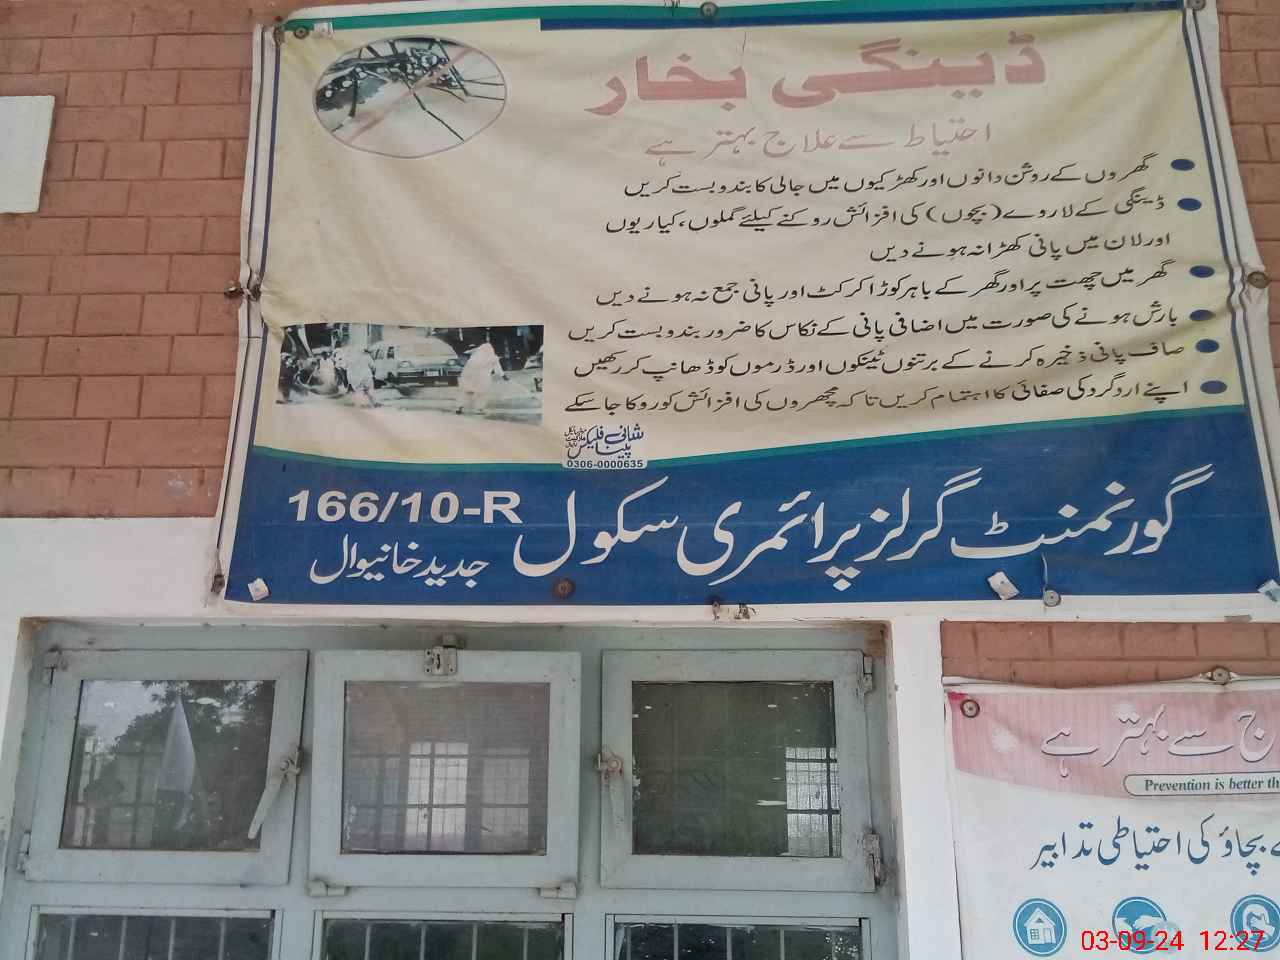 ڈینگی بخار
احتیاط سے علاج بہتر ہے
گھروں کے روشن دانوں اور کھڑکیوں میں جالی کا بندوبست کریں
ڈینگی کے لاروے (بچوں) کی افزائش روکنے کیلئے گملوں، کیاریوں
اور لان میں پانی کھڑا نہ ہونے دیں
گھر میں چھت پر اور گھر کے باہر کوڑا کرکٹ اور پانی جمع نہ ہونے دیں
بارش ہونے کی صورت میں اضافی پانی کے نکاس کا ضرور بندوبست کریں
صاف پانی ذخیرہ کرنے کے برتنوں ٹینکوں اور ڈرموں کو ڈھانپ کر رکھیں
اپنے اردگرد کی صفائی کا اہتمام کریں تاکہ مچھروں کی افزائش کو روکا جاسکے
شانی پینا فلیکس
0306-0000635
گورنمنٹ گرلز پرائمری سکول 166/10-R
جدید خانیوال
ج سے بہتر ہے
Prevention is better th
بچاؤ کی احتیاطی تدابیر
03-09-24 12:27